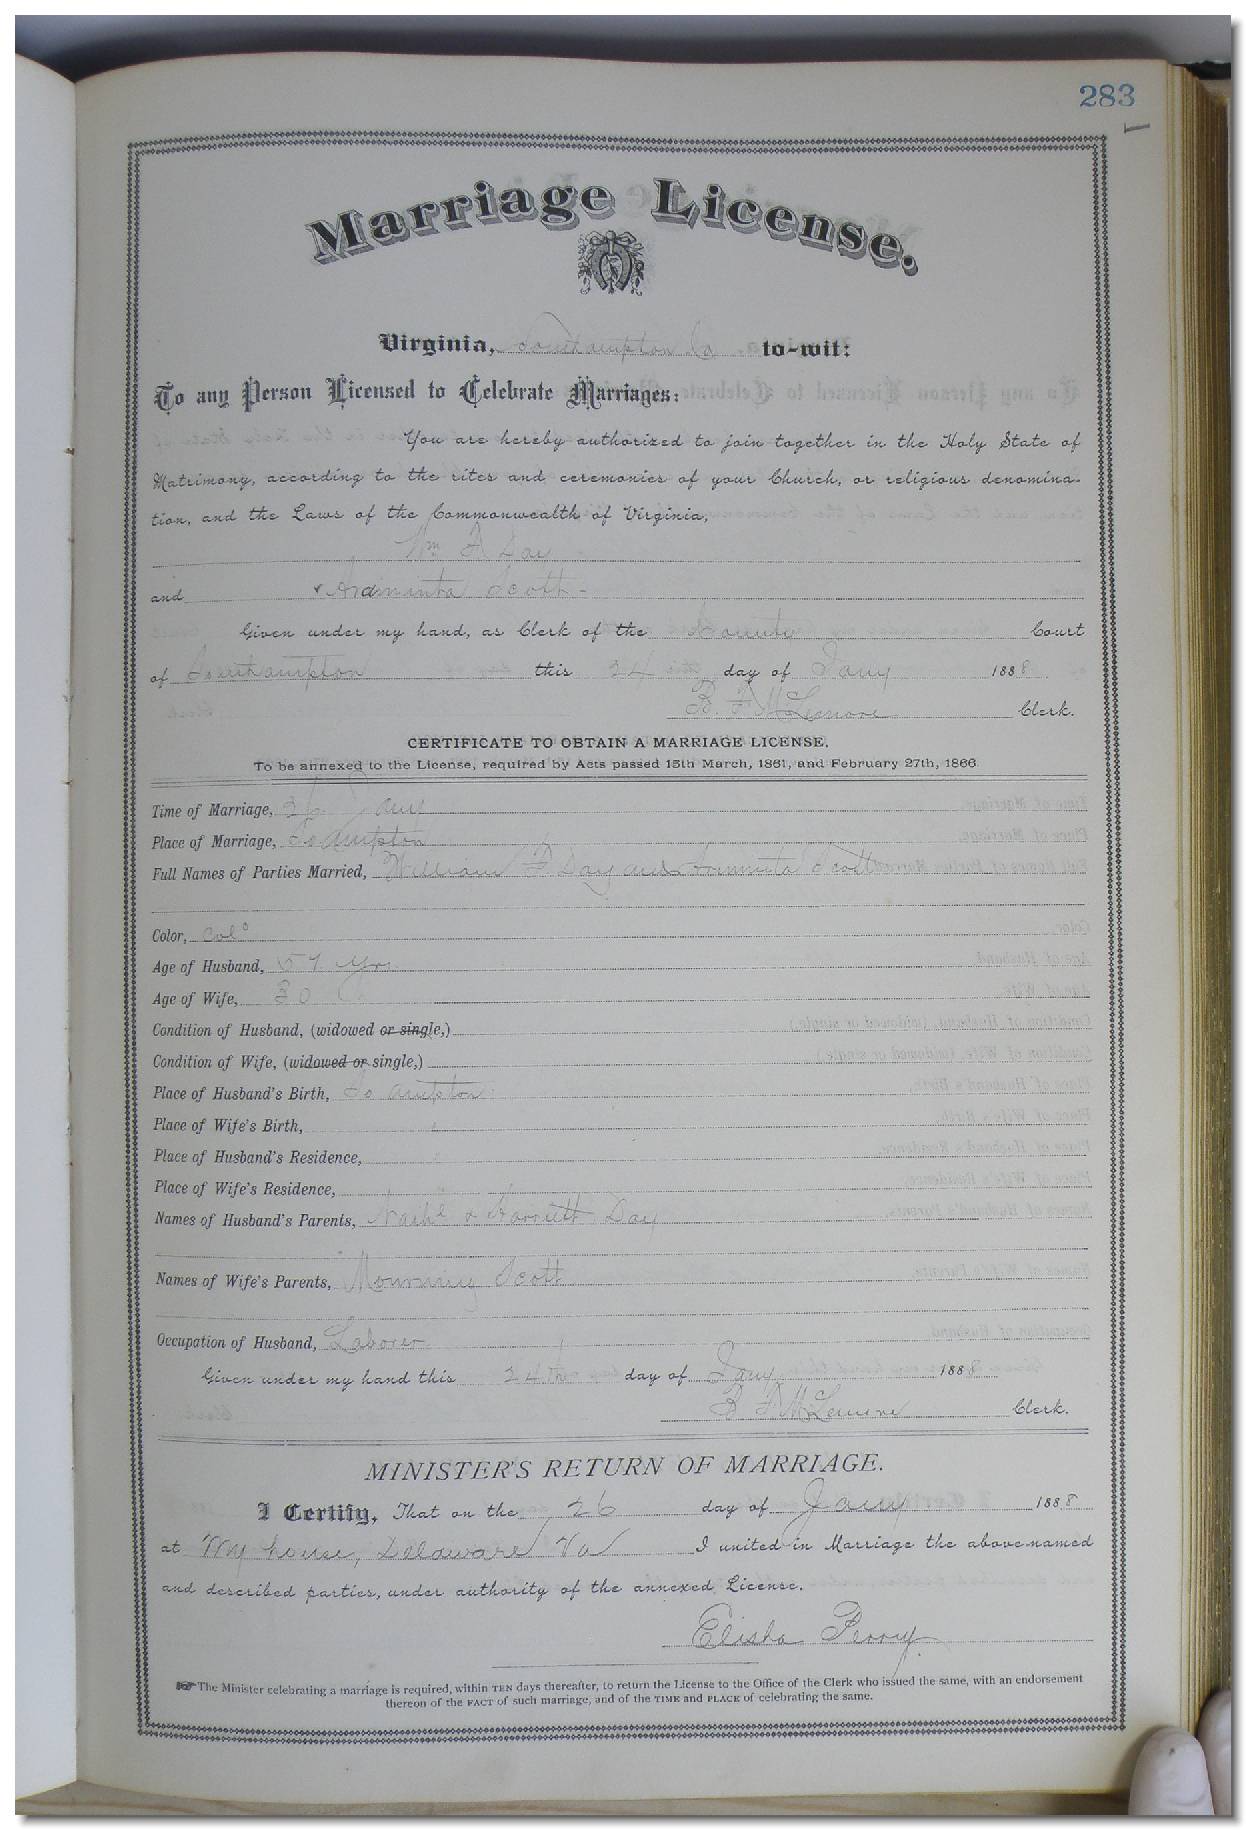 283
Marriage License.
Virginia, Southampton Co to-wit:
To any Person Licensed to Celebrate Marriages:
You are hereby authorized to join together in the Holy State of
Matrimony, according to the rites and ceremonies of your Church, or religious denomina-
tion, and the Laws of the Commonwealth of Virginia,
Wm F Day
and Scott
Given under my hand, as Clerk of the County Court
of Southampton this 24 day of Jany 1888
B. F McLemore Clerk.
CERTIFICATE TO OBTAIN A MARRIAGE LICENSE,
To be annexed to the License, required by Acts passed 15th March, 1861, and February 27th, 1866.
Time of Marriage, 26 Jany
Place of Marriage, So ampton
Full Names of Parties Married, William F Day and Scott
Color, Col°
Age of Husband, 57 yrs
Age of Wife, 30
Condition of Husband, (widowed or single,)
Condition of Wife, (widowed or single,)
Place of Husband's Birth, So ampton
Place of Wife's Birth, "
Place of Husband's Residence, "
Place of Wife's Residence, "
Names of Husband's Parents, Nathl & Harriett Day
Names of Wife's Parents, Mourning Scott
Occupation of Husband, Laborer
Given under my hand this 24th day of Jany 1888
B F McLemore Clerk.
MINISTER'S RETURN OF MARRIAGE.
I Certify, That on the 26 day of Jany 1888
at My house, Delaware Va I united in Marriage the above-named
and described parties, under authority of the annexed License.
Elisha Perry
☞ The Minister celebrating a marriage is required, within TEN days thereafter, to return the License to the Office of the Clerk who issued the same, with an endorsement
thereon of the FACT of such marriage, and of the TIME and PLACE of celebrating the same.